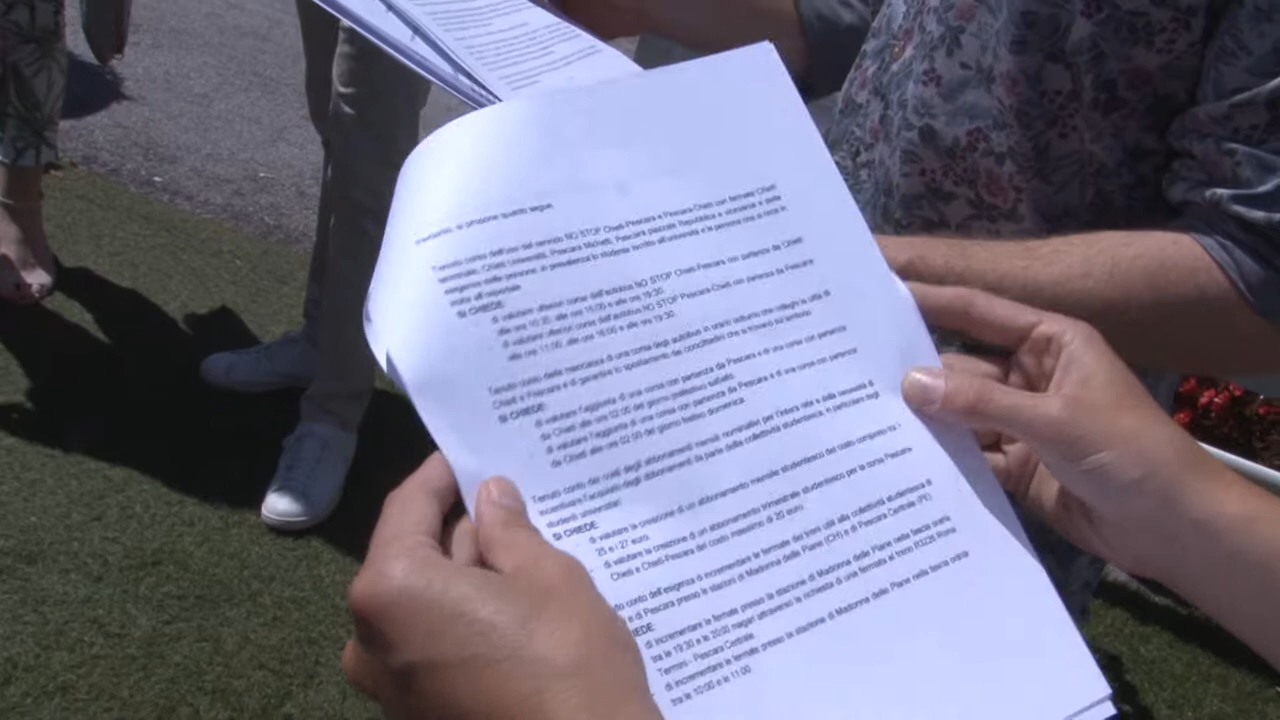 si propone quanto segue:
Tenuto conto dell'uso del servizio NO STOP Chieti-Pescara e Pescara-Chieti con fermate Chieti
terminale, Chieti Università, Pescara Michetti, Pescara piazzale Repubblica e viceversa e delle
esigenze delle persone, in prevalenza lo studente iscritto all'università e le persone che si reca in
visita all'ospedale
SI CHIEDE:
di valutare ulteriori corse dell'autobus NO STOP Chieti-Pescara con partenza da Chieti
alle ore 10:30, alle ore 15:00 e alle ore 19:30.
di valutare ulteriori corse dell'autobus NO STOP Pescara-Chieti con partenza da Pescara
alle ore 11:00, alle ore 16:00 e alle ore 19:30.
Tenuto conto della mancanza di una corsa degli autobus in orario notturno che colleghi la città di
Chieti e Pescara e di garantire lo spostamento dei concittadini che si trovano sul territorio
SI CHIEDE:
di valutare l'aggiunta di una corsa con partenza da Pescara e di una corsa con partenza
da Chieti alle ore 02:00 del giorno prefestivo sabato.
di valutare l'aggiunta di una corsa con partenza da Pescara e di una corsa con partenza
da Chieti alle ore 02:00 del giorno festivo domenica.
Tenuto conto dei costi degli abbonamenti mensili nominativi per l'intera rete e della necessità di
incentivare l'acquisto degli abbonamenti da parte della collettività studentesca, in particolare degli
studenti universitari
SI CHIEDE:
di valutare la creazione di un abbonamento mensile studentesco del costo compreso tra i
25 e i 27 euro.
di valutare la creazione di un abbonamento trimestrale studentesco per la corsa Pescara-
Chieti e Chieti-Pescara del costo massimo di 20 euro.
conto dell'esigenza di incrementare le fermate dei treni utili alla collettività studentesca di
e di Pescara presso le stazioni di Madonna delle Piane (CH) e di Pescara Centrale (PE)
di incrementare le fermate presso la stazione di Madonna delle Piane nella fascia oraria
tra le 19:30 e le 20:00 magari attraverso la richiesta di una fermata al treno Roma
Termini - Pescara Centrale.
di incrementare le fermate presso la stazione di Madonna delle Piane nella fascia oraria
tra le 10:00 e le 11:00